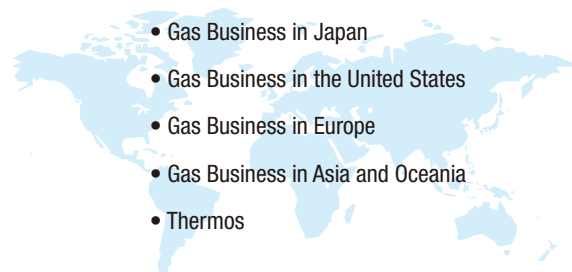 • Gas Business in Japan
• Gas Business in the United States
• Gas Business in Europe
• Gas Business in Asia and Oceania
• Thermos